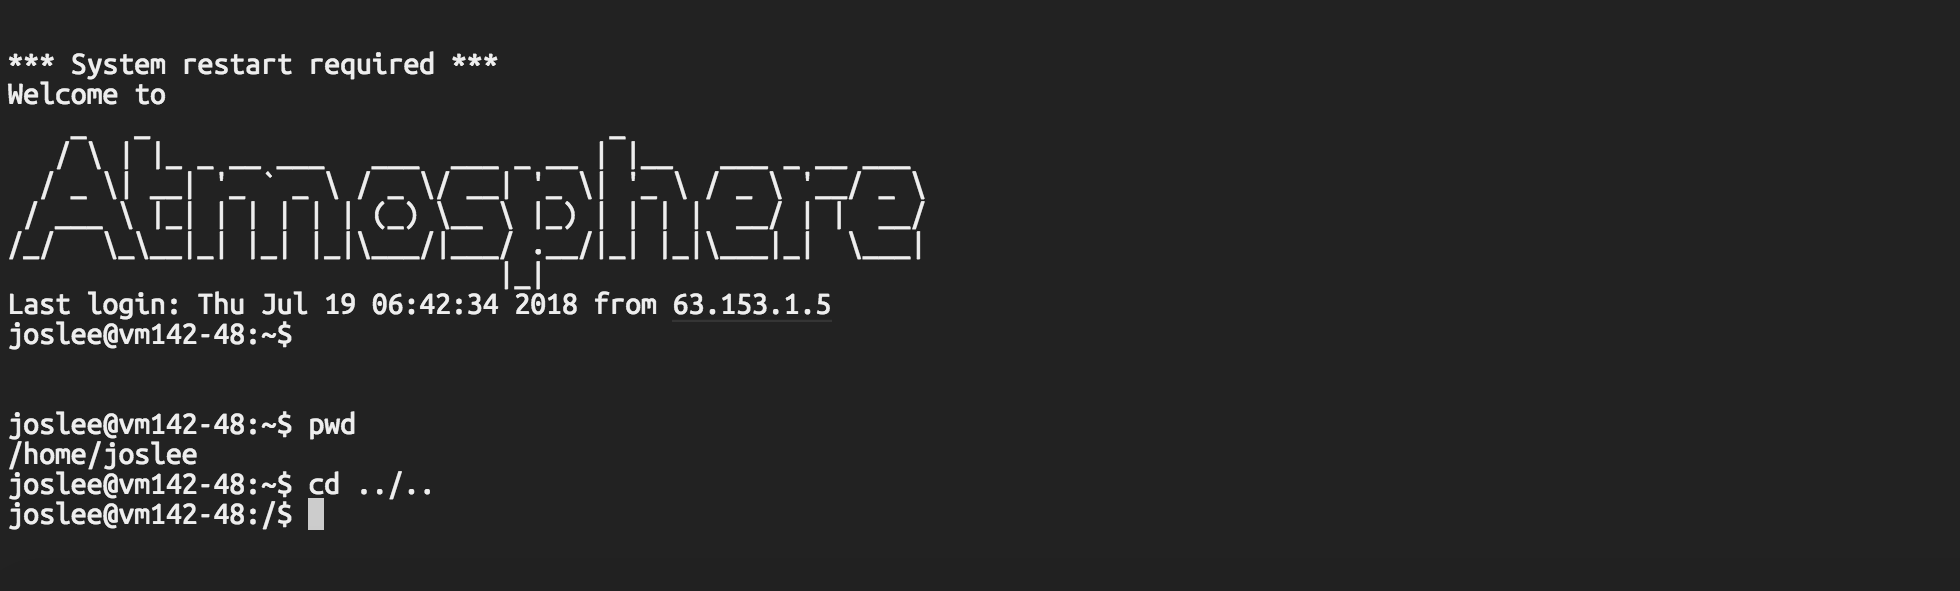 *** System restart required ***
Welcome to
Atmosphere
Last login: Thu Jul 19 06:42:34 2018 from 63.153.1.5
joslee@vm142-48:~$
joslee@vm142-48:~$ pwd
/home/joslee
joslee@vm142-48:~$ cd ../..
joslee@vm142-48:/$